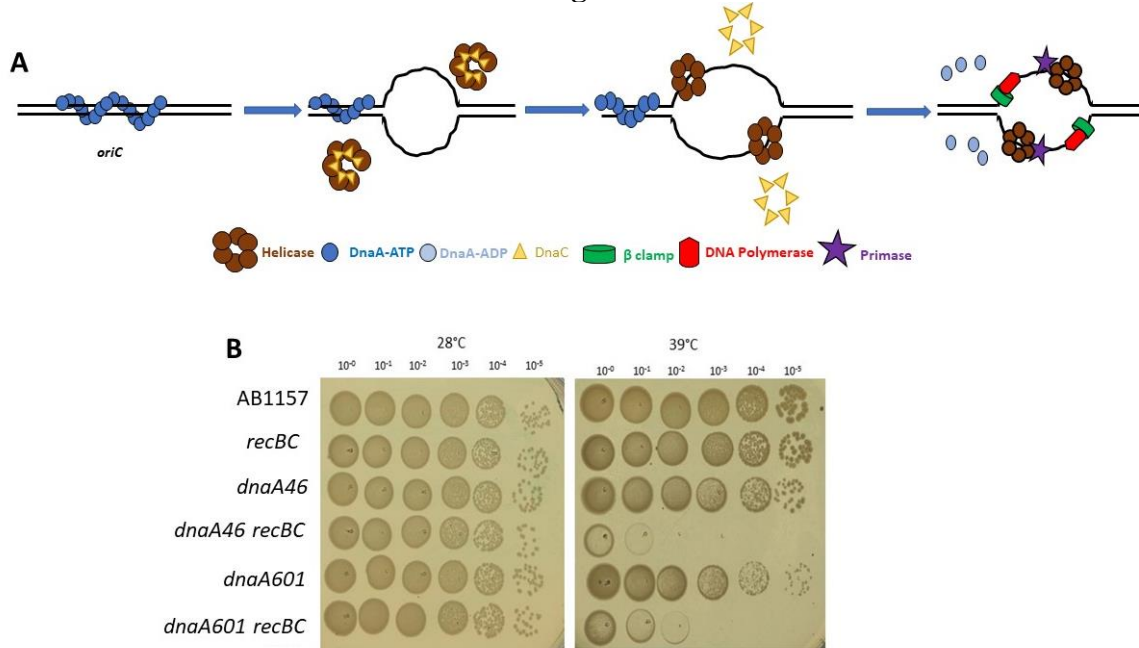 A
oriC
Helicase DnaA-ATP DnaA-ADP DnaC β clamp DNA Polymerase Primase
B
28°C 39°C
10⁻⁰ 10⁻¹ 10⁻² 10⁻³ 10⁻⁴ 10⁻⁵ 10⁻⁰ 10⁻¹ 10⁻² 10⁻³ 10⁻⁴ 10⁻⁵
AB1157
recBC
dnaA46
dnaA46 recBC
dnaA601
dnaA601 recBC